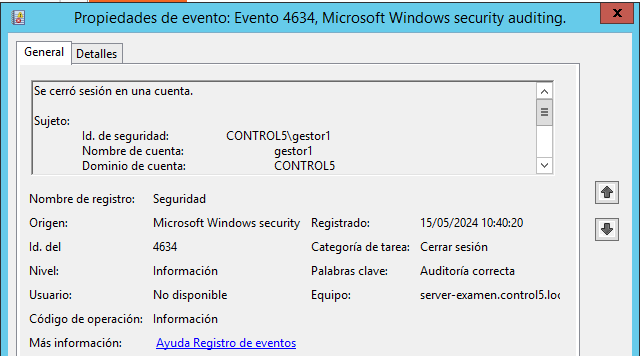 Propiedades de evento: Evento 4634, Microsoft Windows security auditing.
x
General Detalles
Se cerró sesión en una cuenta.
Sujeto:
Id. de seguridad: CONTROL5\gestor1
Nombre de cuenta: gestor1
Dominio de cuenta: CONTROL5
Nombre de registro: Seguridad
Origen: Microsoft Windows security Registrado: 15/05/2024 10:40:20
Id. del 4634 Categoría de tarea: Cerrar sesión
Nivel: Información Palabras clave: Auditoría correcta
Usuario: No disponible Equipo: server-examen.control5.loc
Código de operación: Información
Más información: Ayuda Registro de eventos